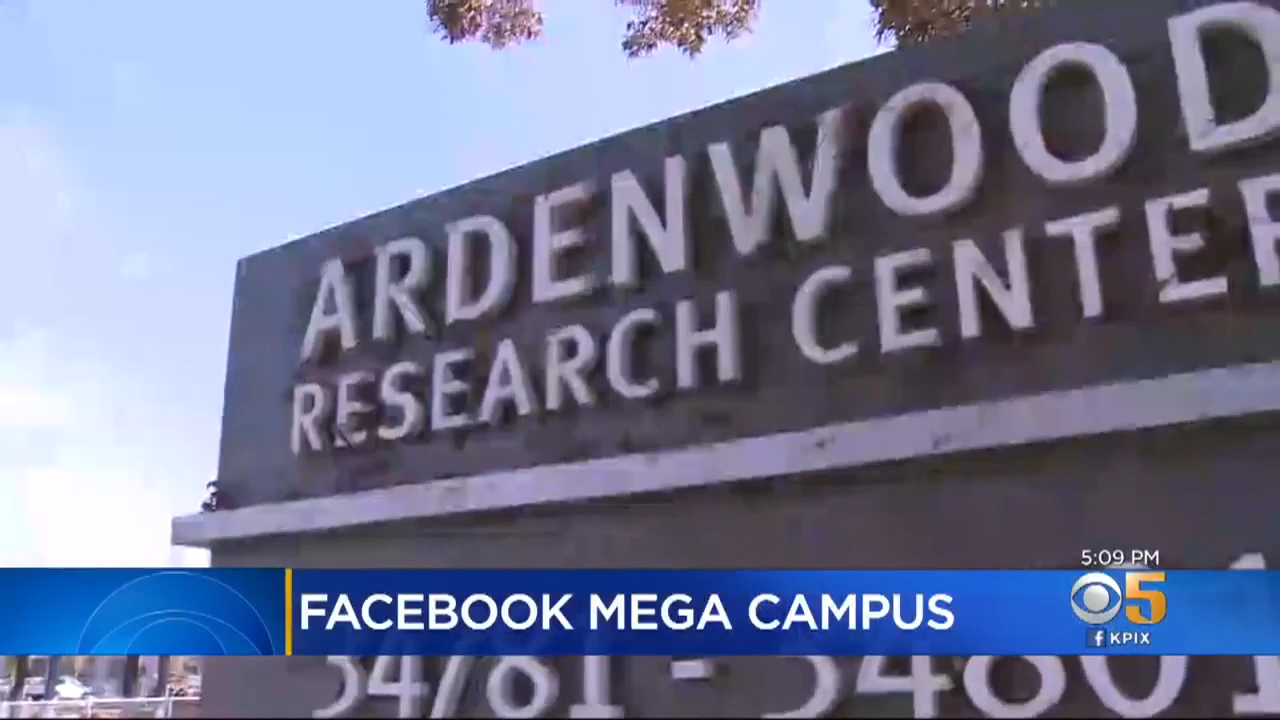 ARDENWOOD
RESEARCH CENTER
5:09 PM
FACEBOOK MEGA CAMPUS
5
f KPIX